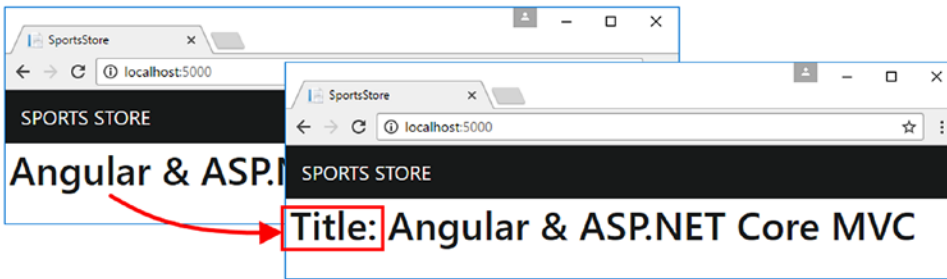 SportsStore
localhost:5000
SPORTS STORE
Angular & ASP.
SportsStore
localhost:5000
SPORTS STORE
Title: Angular & ASP.NET Core MVC